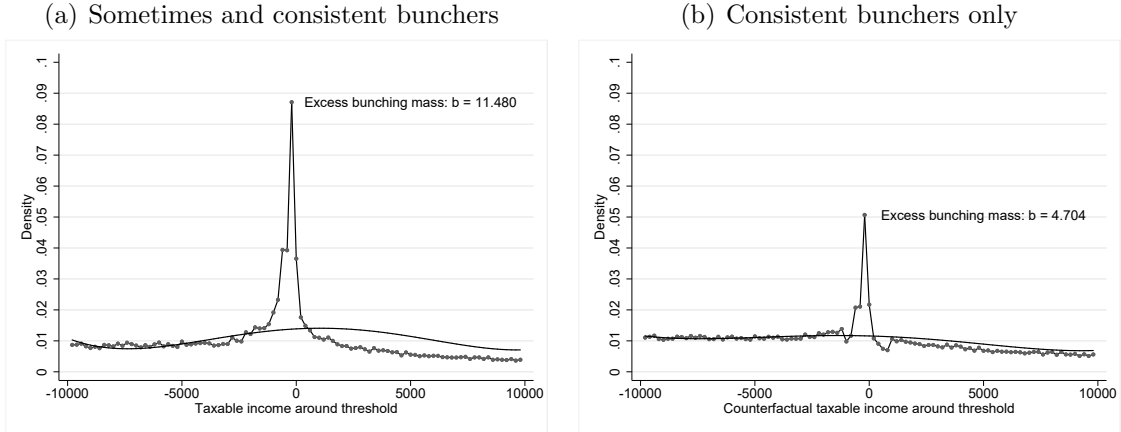 (a) Sometimes and consistent bunchers
.1
.09
.08
.07
.06
.05
.04
.03
.02
.01
0
Density
Excess bunching mass: b = 11.480
-10000 -5000 0 5000 10000
Taxable income around threshold
(b) Consistent bunchers only
.1
.09
.08
.07
.06
.05
.04
.03
.02
.01
0
Density
Excess bunching mass: b = 4.704
-10000 -5000 0 5000 10000
Counterfactual taxable income around threshold